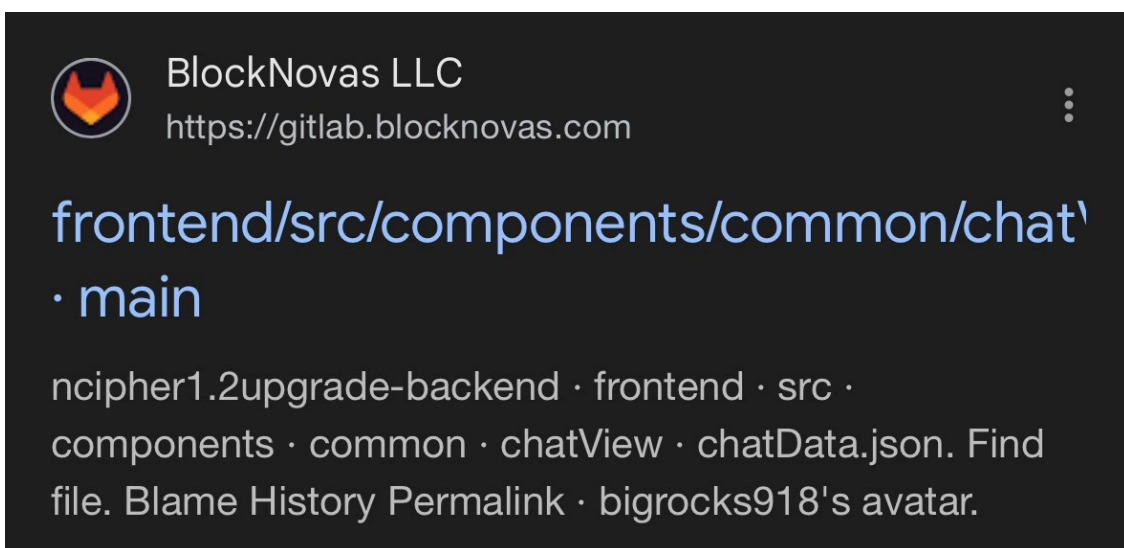 BlockNovas LLC
https://gitlab.blocknovas.com
frontend/src/components/common/chat
· main
ncipher1.2upgrade-backend · frontend · src ·
components · common · chatView · chatData.json. Find
file. Blame History Permalink · bigrocks918's avatar.